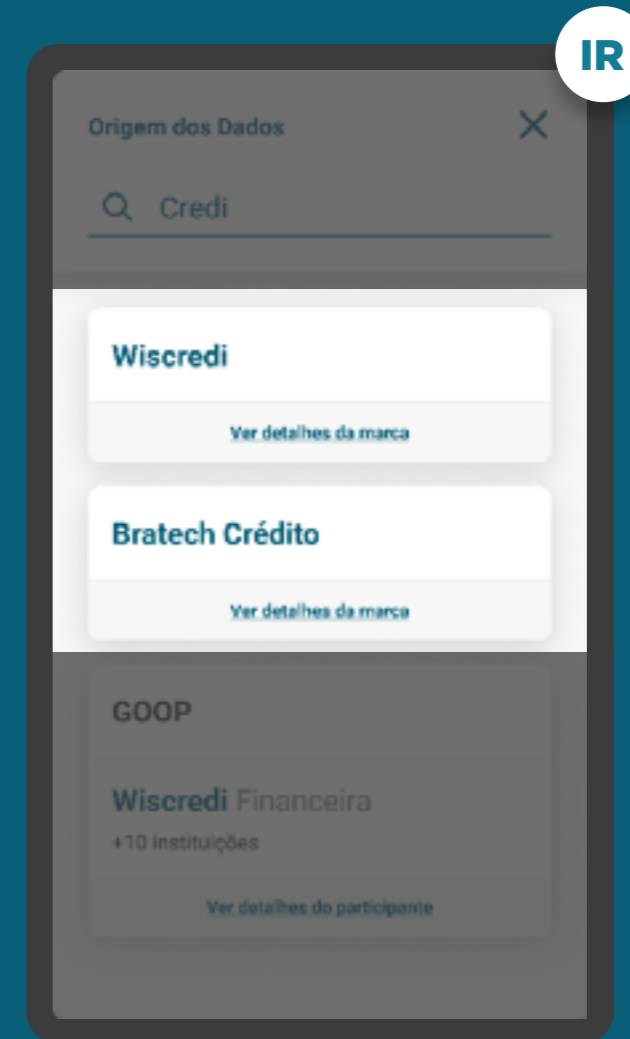 IR
Origem dos Dados
Credi
Wiscredi
Ver detalhes da marca
Bratech Crédito
Ver detalhes da marca
GOOP
Wiscredi Financeira
+10 instituições
Ver detalhes do participante